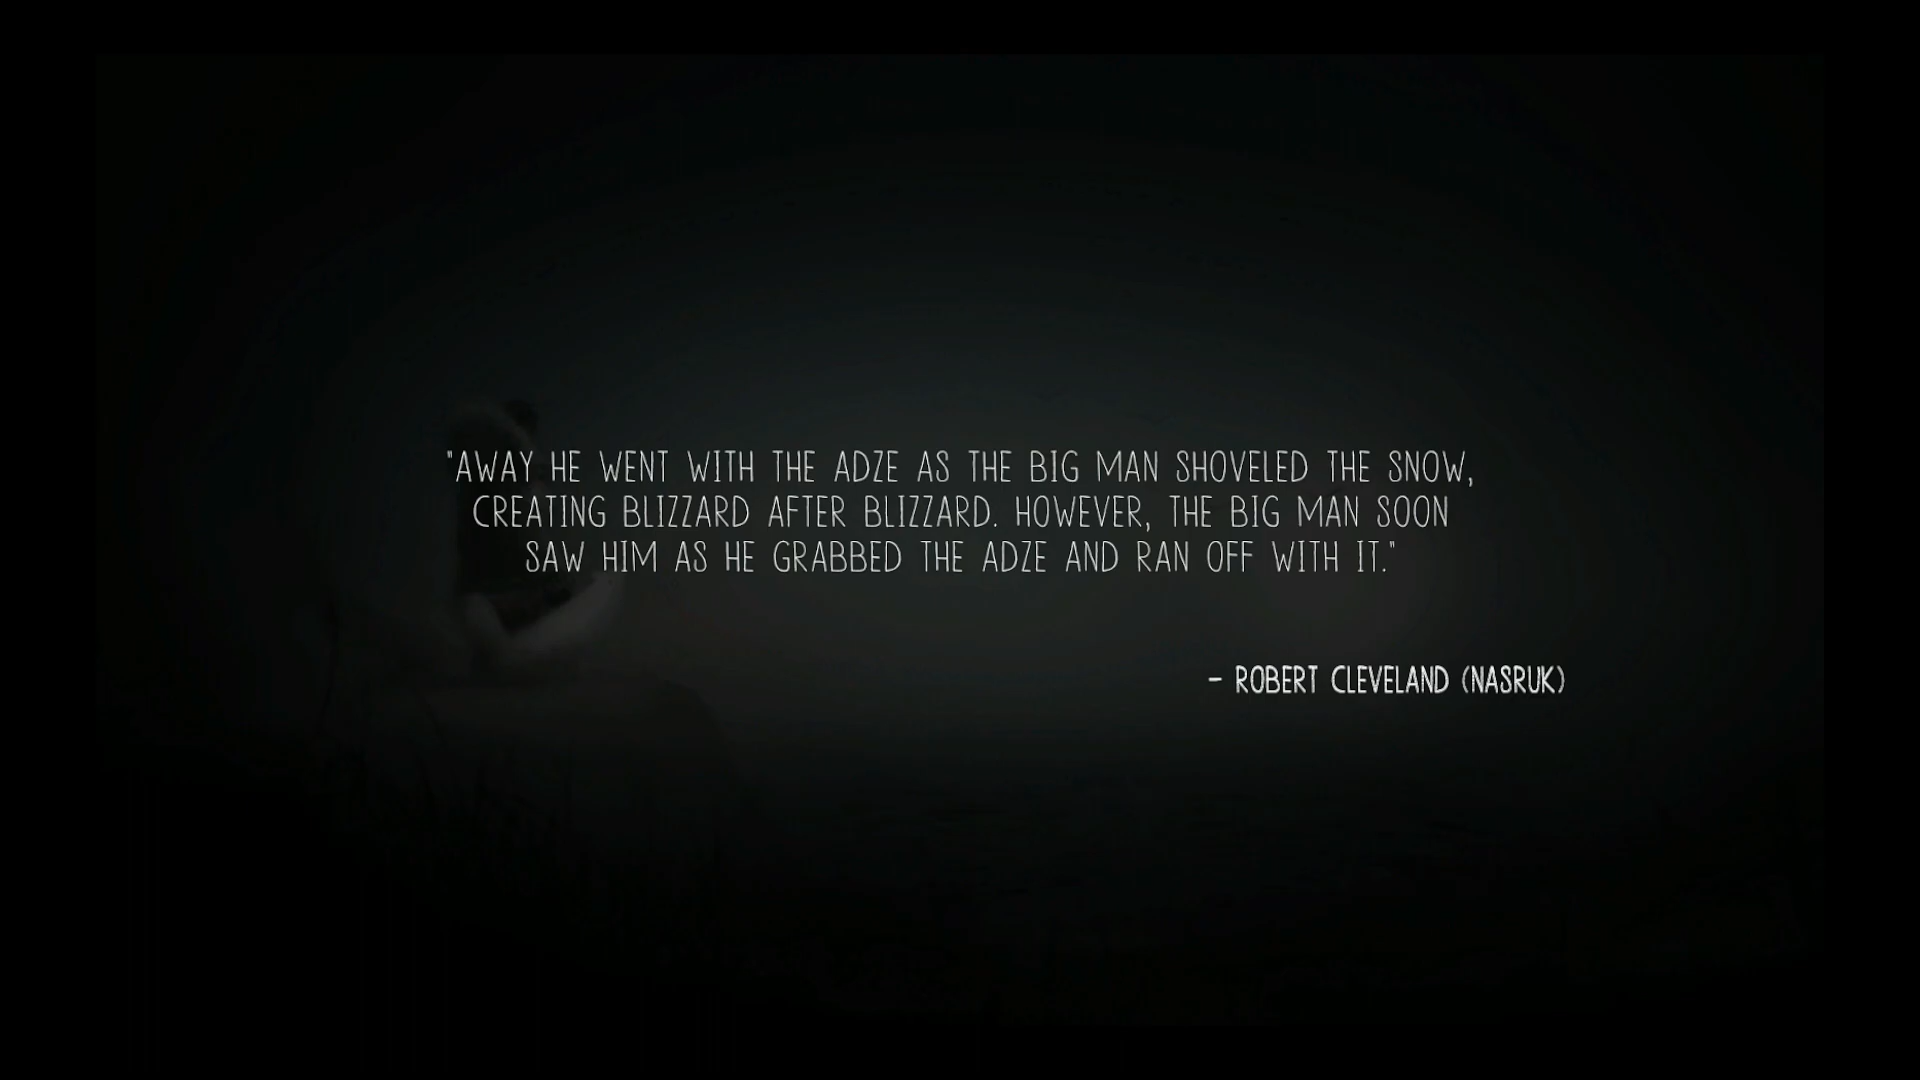 "AWAY HE WENT WITH THE ADZE AS THE BIG MAN SHOVELED THE SNOW,
CREATING BLIZZARD AFTER BLIZZARD. HOWEVER, THE BIG MAN SOON
SAW HIM AS HE GRABBED THE ADZE AND RAN OFF WITH IT."
- ROBERT CLEVELAND (NASRUK)